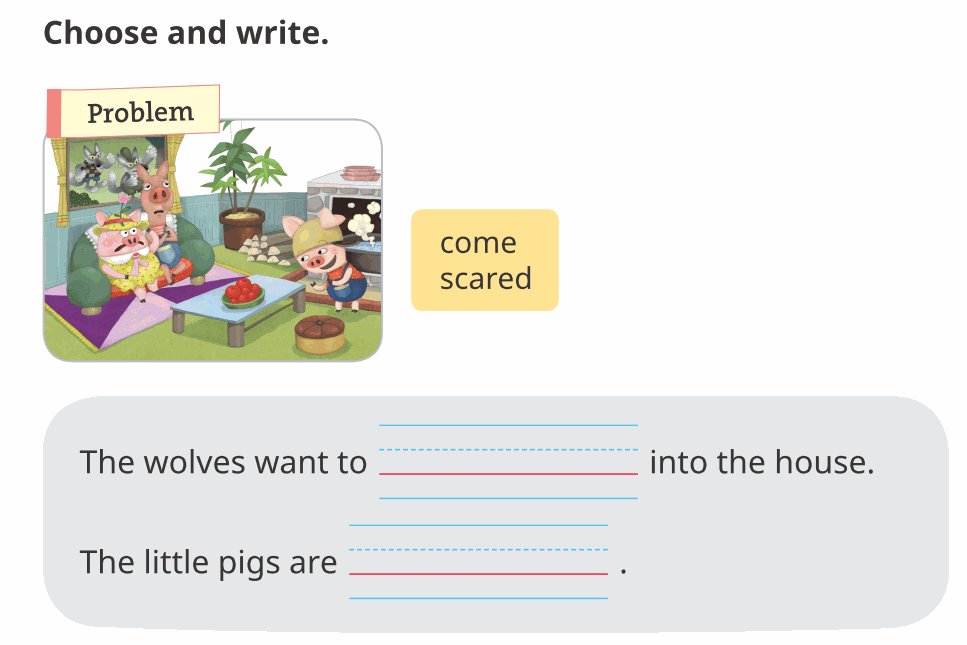 Choose and write.
Problem
come
scared
The wolves want to into the house.
The little pigs are .